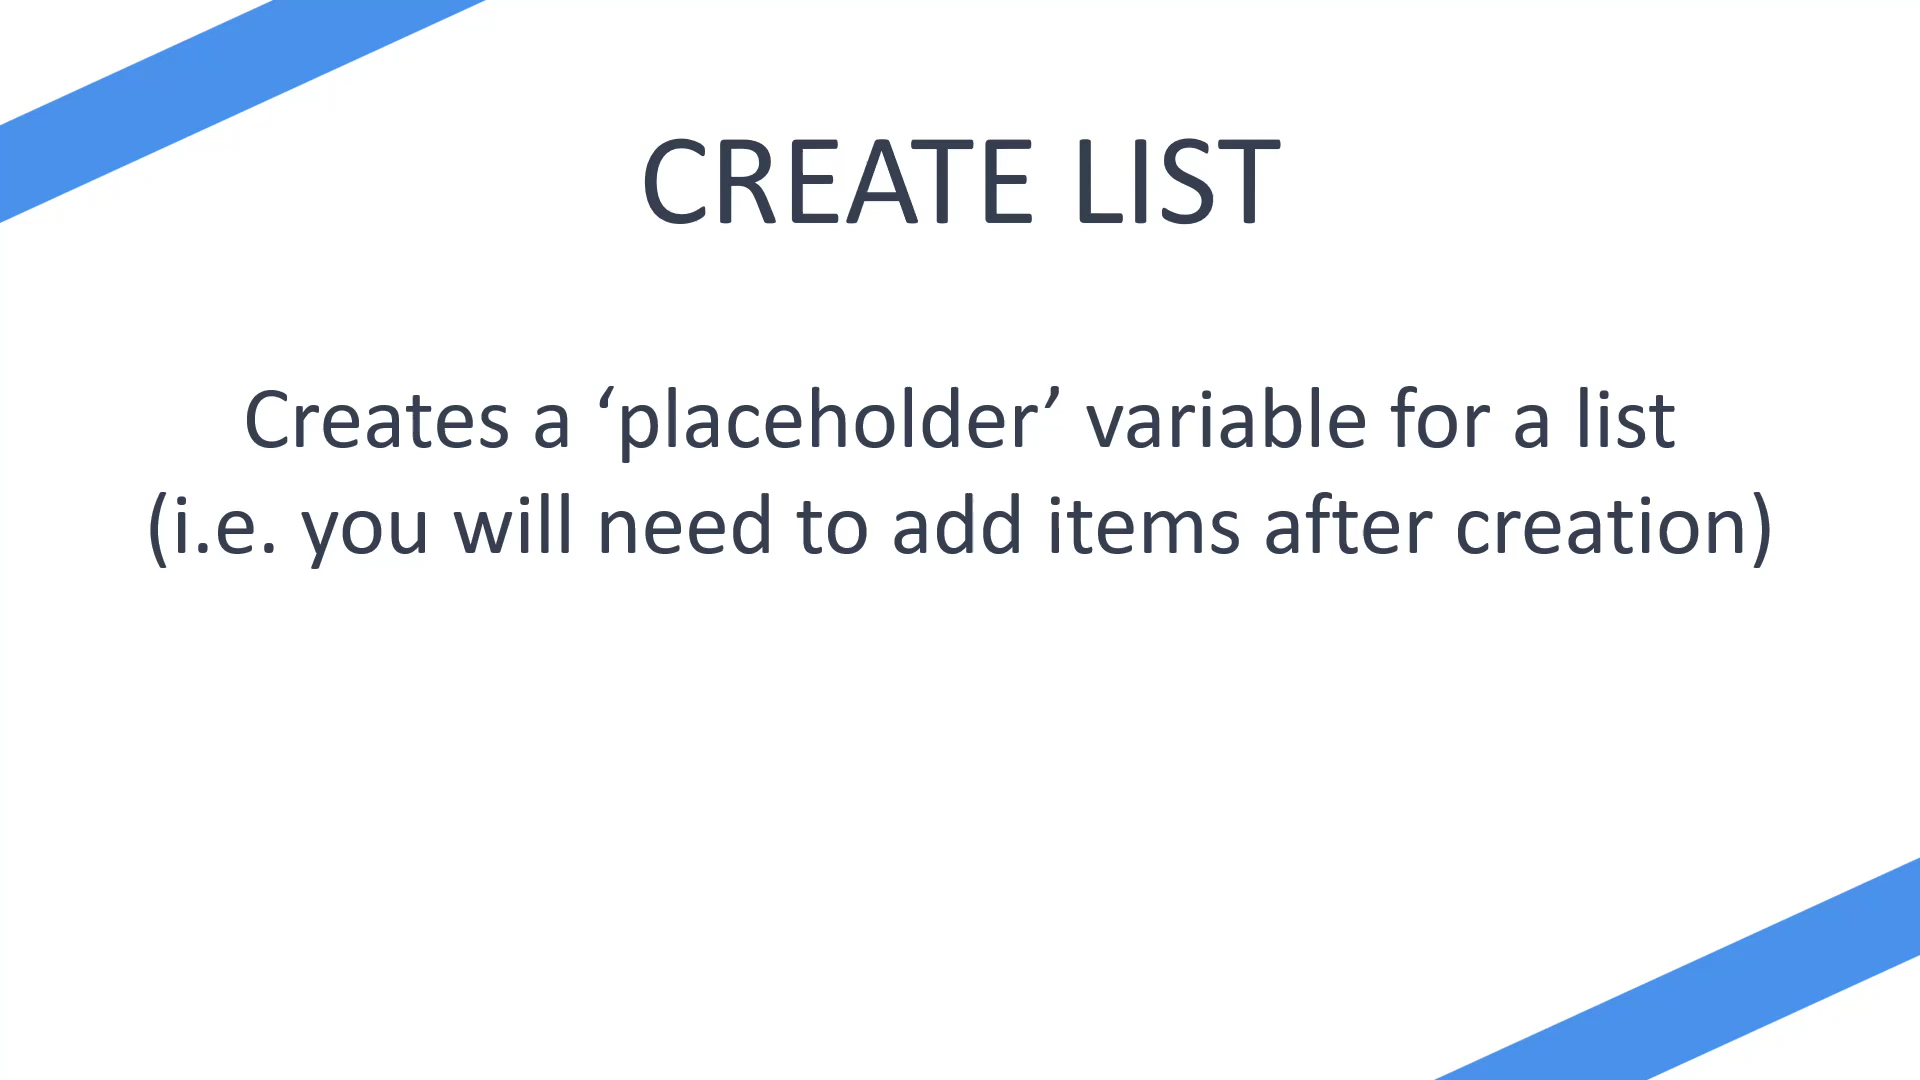 CREATE LIST
Creates a ‘placeholder’ variable for a list
(i.e. you will need to add items after creation)